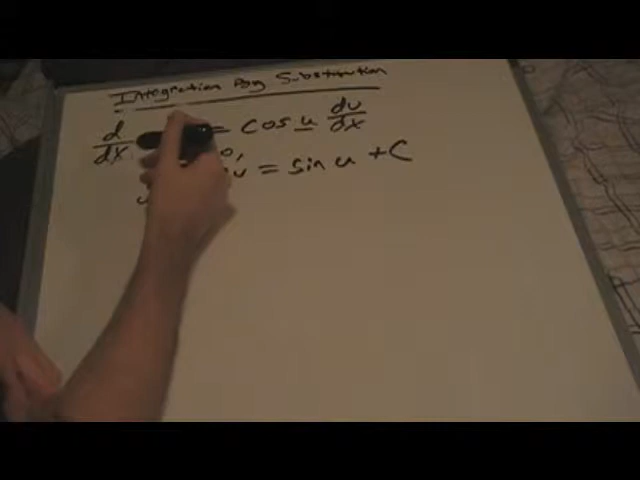 Integration By Substitution
d/dx = cos u du/dx
= sin u + C